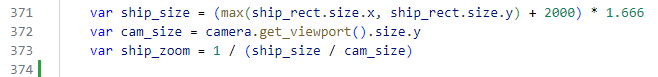 371 var ship_size = (max(ship_rect.size.x, ship_rect.size.y) + 2000) * 1.666
372 var cam_size = camera.get_viewport().size.y
373 var ship_zoom = 1 / (ship_size / cam_size)
374